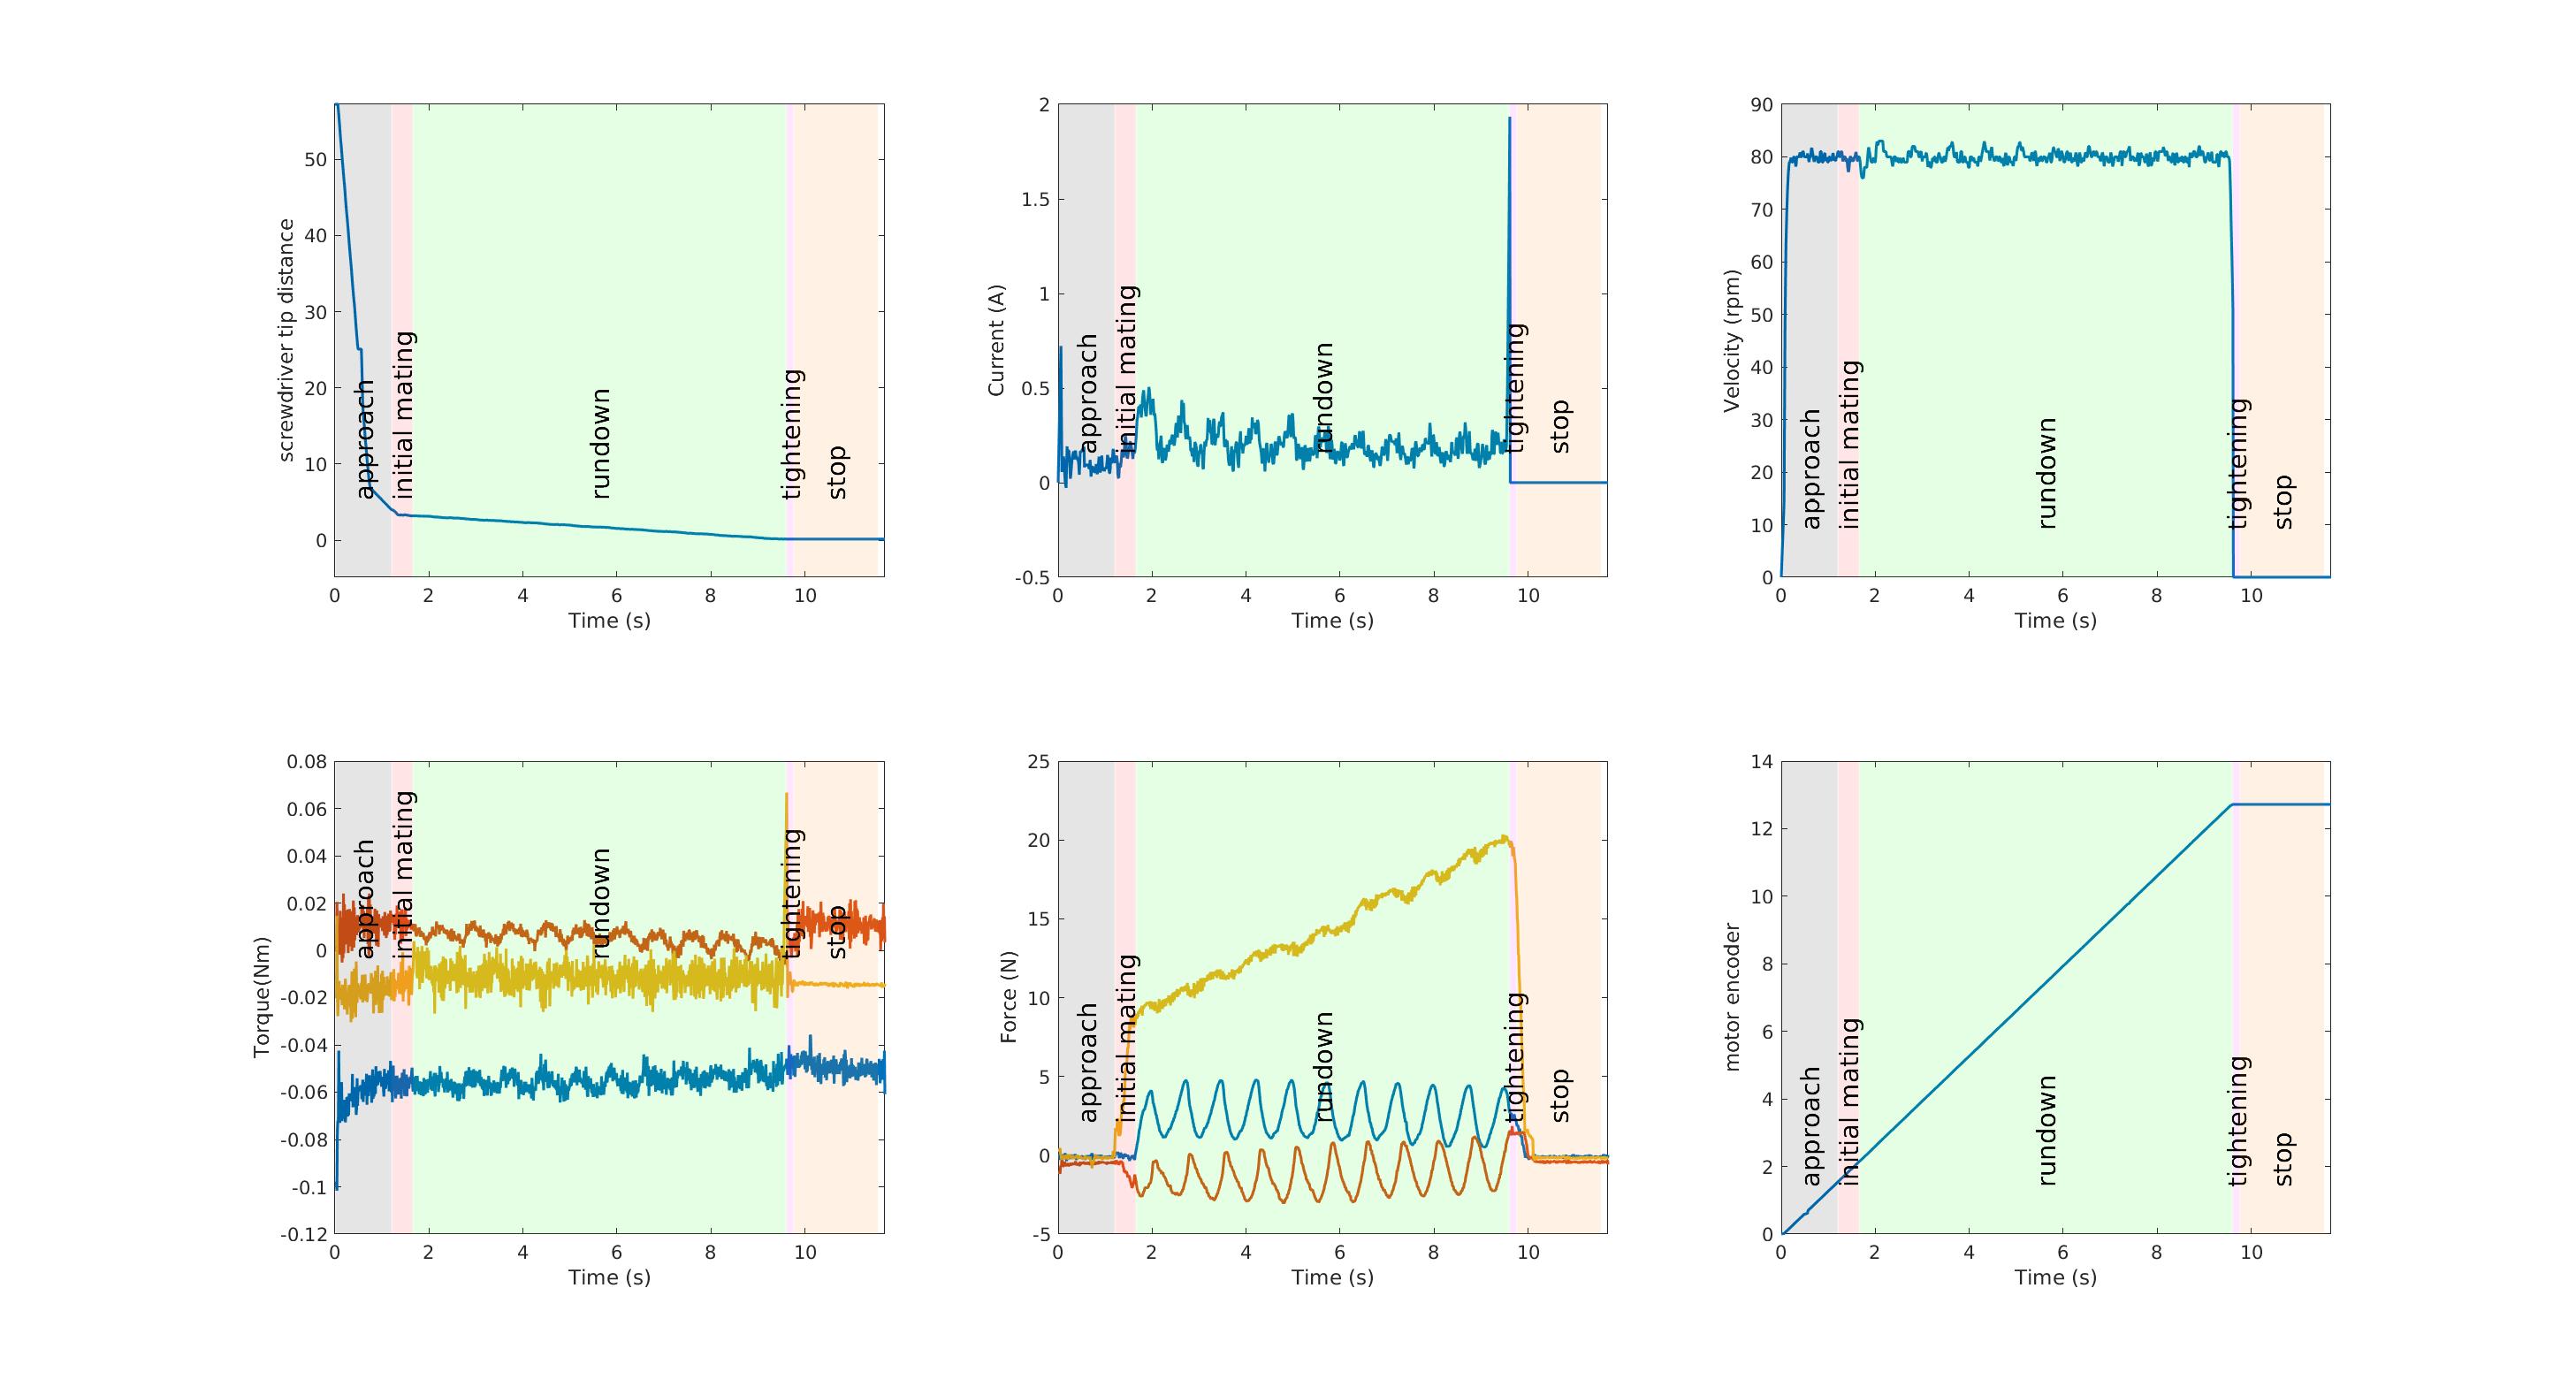 screwdriver tip distance
50
40
30
20
10
0
approach
initial mating
rundown
tightening
stop
0 2 4 6 8 10
Time (s)
Current (A)
2
1.5
1
0.5
0
-0.5
approach
initial mating
rundown
tightening
stop
0 2 4 6 8 10
Time (s)
Velocity (rpm)
90
80
70
60
50
40
30
20
10
0
approach
initial mating
rundown
tightening
stop
0 2 4 6 8 10
Time (s)
Torque(Nm)
0.08
0.06
0.04
0.02
0
-0.02
-0.04
-0.06
-0.08
-0.1
-0.12
approach
initial mating
rundown
tightening
stop
0 2 4 6 8 10
Time (s)
Force (N)
25
20
15
10
5
0
-5
approach
initial mating
rundown
tightening
stop
0 2 4 6 8 10
Time (s)
motor encoder
14
12
10
8
6
4
2
0
approach
initial mating
rundown
tightening
stop
0 2 4 6 8 10
Time (s)